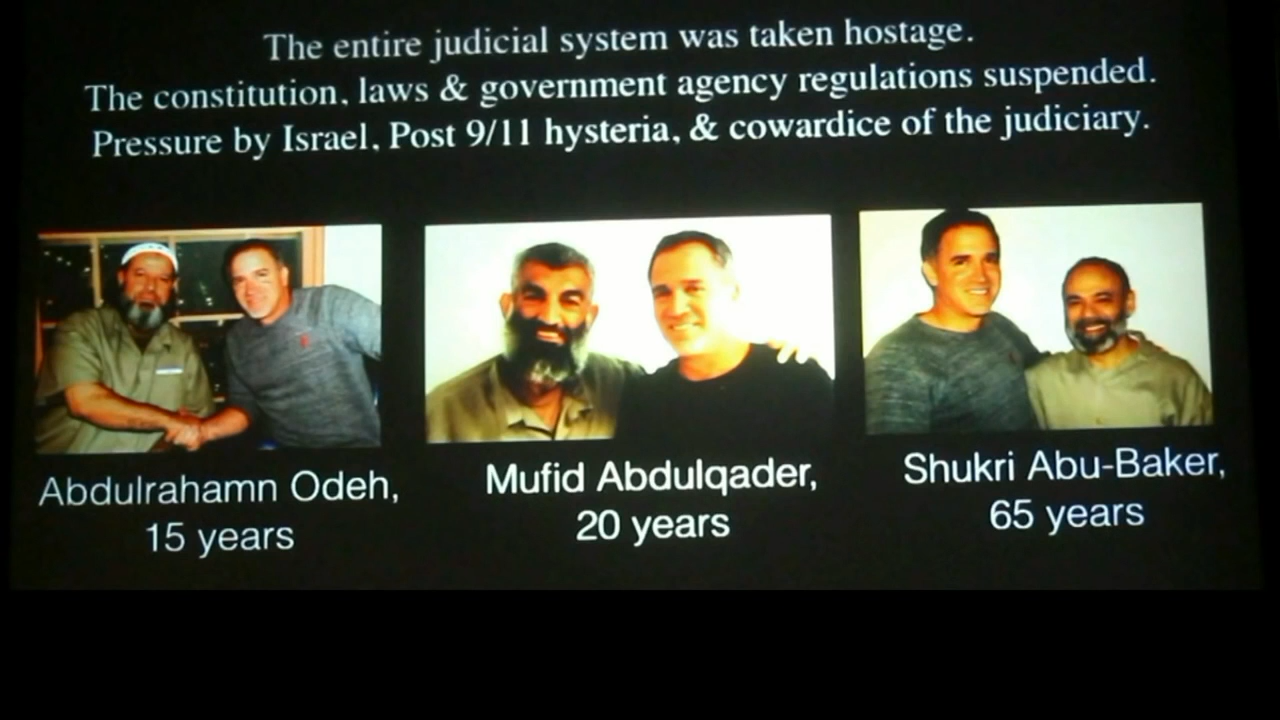 The entire judicial system was taken hostage.
The constitution, laws & government agency regulations suspended.
Pressure by Israel, Post 9/11 hysteria, & cowardice of the judiciary.
Abdulrahamn Odeh,
15 years
Mufid Abdulqader,
20 years
Shukri Abu-Baker,
65 years